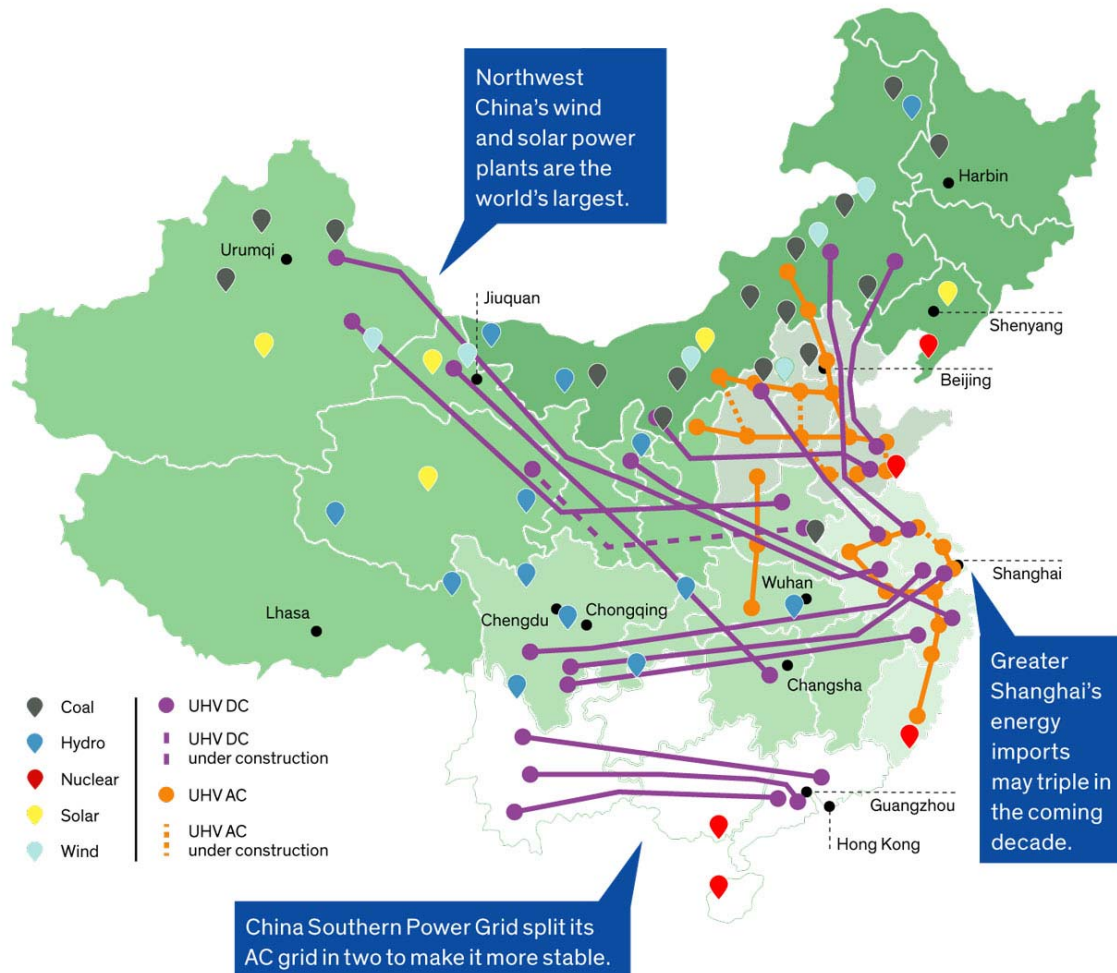 Northwest
China's wind
and solar power
plants are the
world's largest.
Harbin
Urumqi
Jiuquan
Shenyang
Beijing
Shanghai
Wuhan
Chengdu
Chongqing
Lhasa
Changsha
Greater
Shanghai's
energy
imports
may triple in
the coming
decade.
Guangzhou
Hong Kong
Coal
Hydro
Nuclear
Solar
Wind
UHV DC
UHV DC
under construction
UHV AC
UHV AC
under construction
China Southern Power Grid split its
AC grid in two to make it more stable.